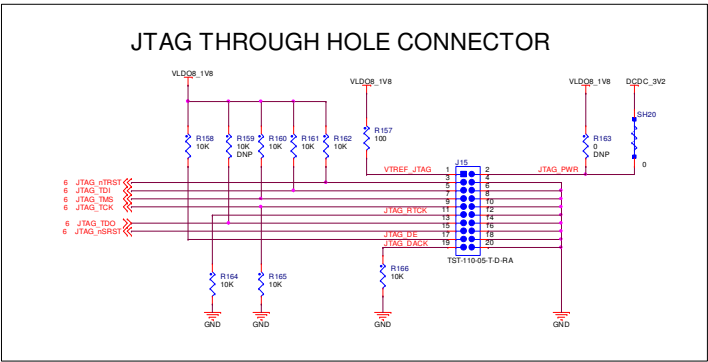 JTAG THROUGH HOLE CONNECTOR
VLDO8_1V8
VLDO8_1V8
VLDO8_1V8
DCDC_3V2
SH20
0
R158
10K
R159
10K
DNP
R160
10K
R161
10K
R162
10K
R157
100
R163
0
DNP
J15
VTREF_JTAG
JTAG_PWR
1 2
3 4
5 6
7 8
9 10
11 12
13 14
15 16
17 18
19 20
6 JTAG_nTRST
6 JTAG_TDI
6 JTAG_TMS
6 JTAG_TCK
JTAG_RTCK
6 JTAG_TDO
6 JTAG_nSRST
JTAG_DE
JTAG_DACK
TST-110-05-T-D-RA
R164
10K
R165
10K
R166
10K
GND
GND
GND
GND